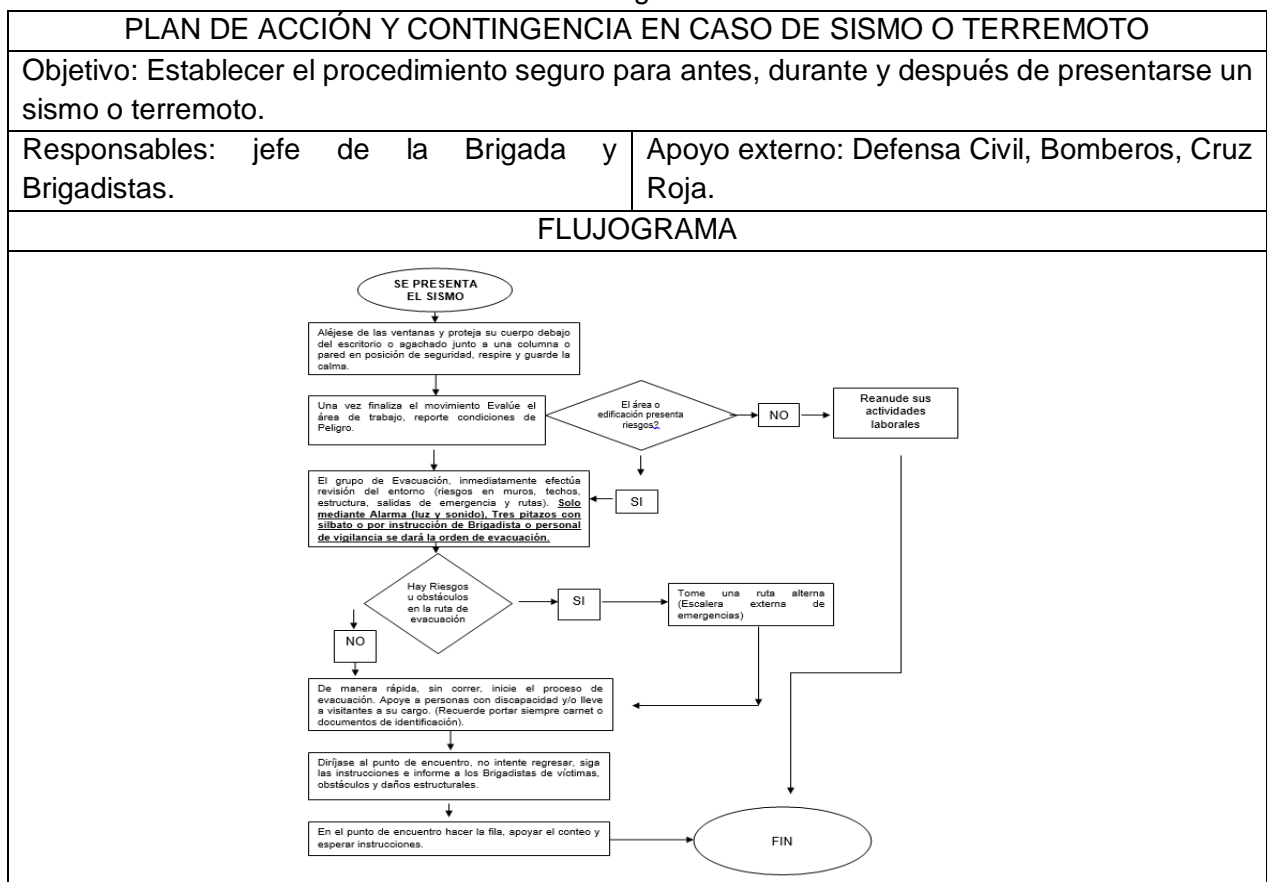 PLAN DE ACCIÓN Y CONTINGENCIA EN CASO DE SISMO O TERREMOTO
Objetivo: Establecer el procedimiento seguro para antes, durante y después de presentarse un
sismo o terremoto.
Responsables: jefe de la Brigada y
Brigadistas.
Apoyo externo: Defensa Civil, Bomberos, Cruz
Roja.
FLUJOGRAMA
SE PRESENTA
EL SISMO
Aléjese de las ventanas y proteja su cuerpo debajo
del escritorio o agachado junto a una columna o
pared en posición de seguridad, respire y guarde la
calma.
Una vez finaliza el movimiento Evalúe el
área de trabajo, reporte condiciones de
Peligro.
El área o
edificación presenta
riesgos?
NO
Reanude sus
actividades
laborales
SI
El grupo de Evacuación, inmediatamente efectúa
revisión del entorno (riesgos en muros, techos,
estructura, salidas de emergencia y rutas). Solo
mediante Alarma (luz y sonido), Tres pitazos con
silbato o por instrucción de Brigadista o personal
de vigilancia se dará la orden de evacuación.
Hay Riesgos
u obstáculos
en la ruta de
evacuación
SI
Tome una ruta alterna
(Escalera externa de
emergencias)
NO
De manera rápida, sin correr, inicie el proceso de
evacuación. Apoye a personas con discapacidad y/o lleve
a visitantes a su cargo. (Recuerde portar siempre carnet o
documentos de identificación).
Diríjase al punto de encuentro, no intente regresar, siga
las instrucciones e informe a los Brigadistas de víctimas,
obstáculos y daños estructurales.
En el punto de encuentro hacer la fila, apoyar el conteo y
esperar instrucciones.
FIN